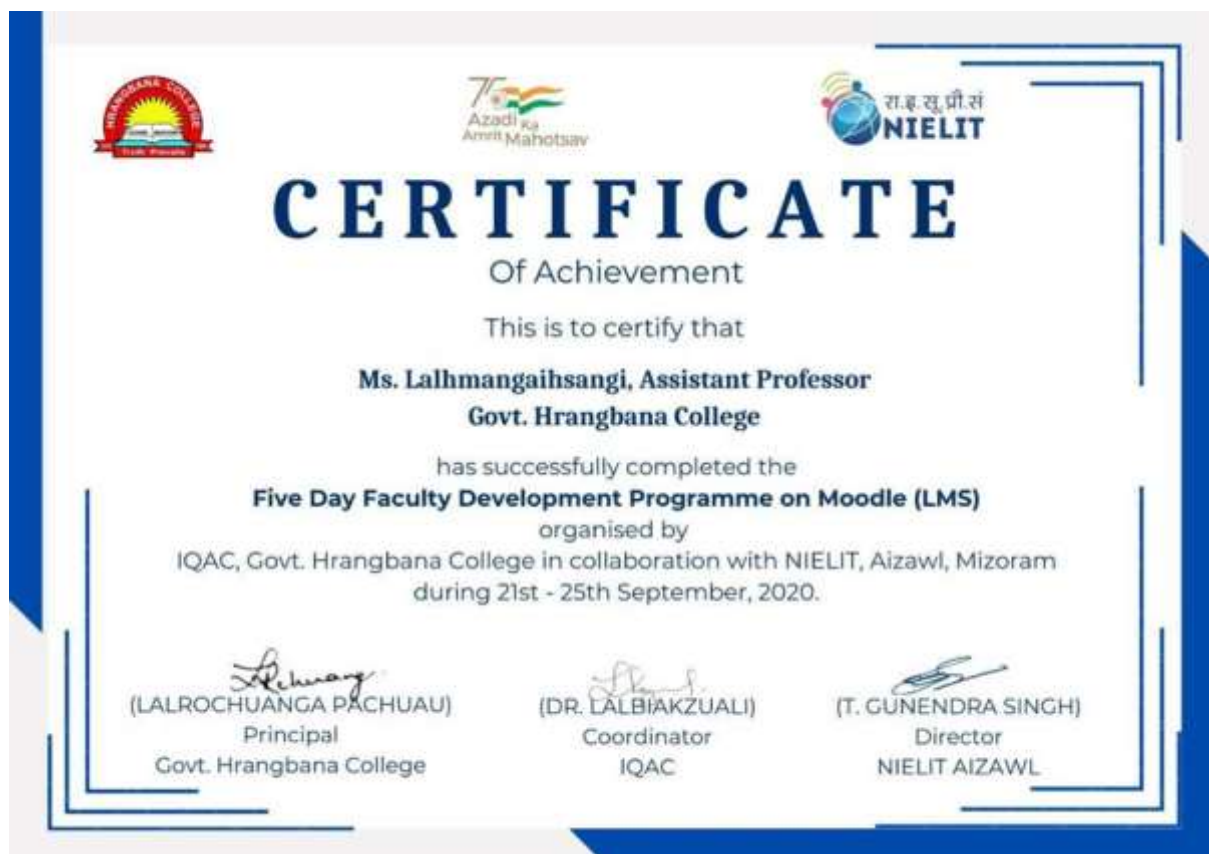 HRANGBANA COLLEGE
75
Azadi Ka
Amrit Mahotsav
रा.इ.सू.प्रौ.सं
NIELIT
CERTIFICATE
Of Achievement
This is to certify that
Ms. Lalhmangaihsangi, Assistant Professor
Govt. Hrangbana College
has successfully completed the
Five Day Faculty Development Programme on Moodle (LMS)
organised by
IQAC, Govt. Hrangbana College in collaboration with NIELIT, Aizawl, Mizoram
during 21st - 25th September, 2020.
(LALROCHUANGA PACHUAU)
(DR. LALBIAKZUALI)
(T. GUNENDRA SINGH)
Principal
Coordinator
Director
Govt. Hrangbana College
IQAC
NIELIT AIZAWL